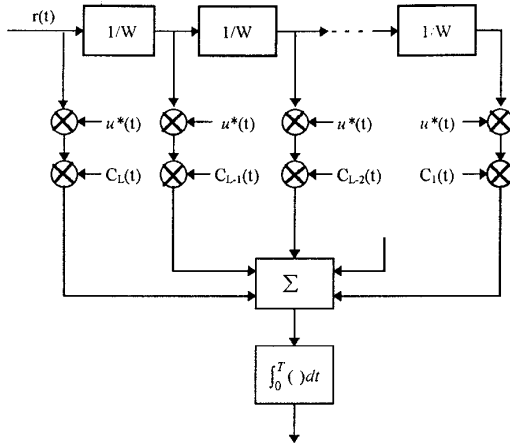 r(t)
1/W
1/W
1/W
u*(t)
u*(t)
u*(t)
u*(t)
C_L(t)
C_{L-1}(t)
C_{L-2}(t)
C_1(t)
Σ
∫_0^T ( )dt